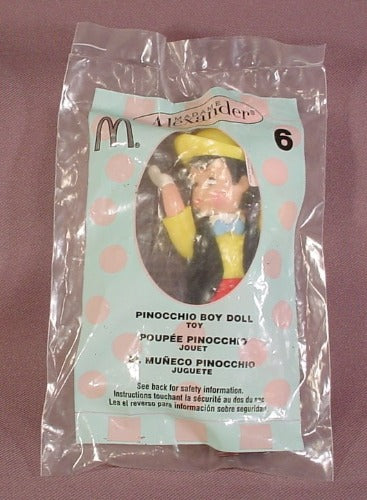 MADAME
Alexander®
M®
6
PINOCCHIO BOY DOLL
TOY
POUPÉE PINOCCHIO
JOUET
MUÑECO PINOCCHIO
JUGUETE
See back for safety information.
Instructions touchant la sécurité au dos du
Lea el reverso para información sobre seguridad